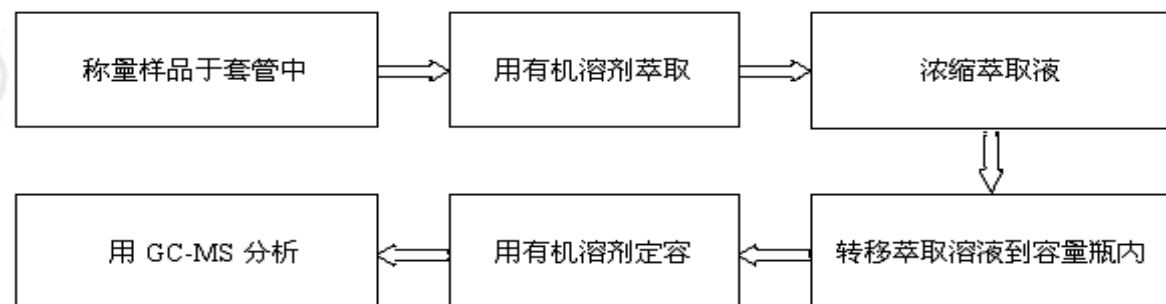 称量样品于套管中
用有机溶剂萃取
浓缩萃取液
转移萃取溶液到容量瓶内
用有机溶剂定容
用 GC-MS 分析